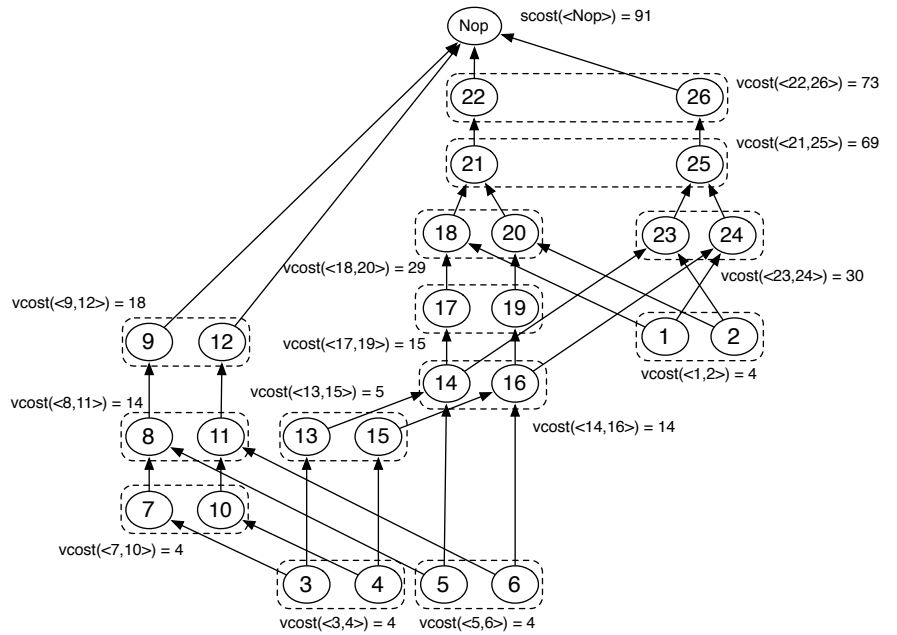 Nop
scost(<Nop>) = 91
22
26
vcost(<22,26>) = 73
21
25
vcost(<21,25>) = 69
18
20
23
24
vcost(<18,20>) = 29
vcost(<23,24>) = 30
vcost(<9,12>) = 18
17
19
9
12
vcost(<17,19>) = 15
1
2
vcost(<1,2>) = 4
vcost(<13,15>) = 5
14
16
vcost(<8,11>) = 14
vcost(<14,16>) = 14
8
11
13
15
7
10
vcost(<7,10>) = 4
3
4
5
6
vcost(<3,4>) = 4
vcost(<5,6>) = 4